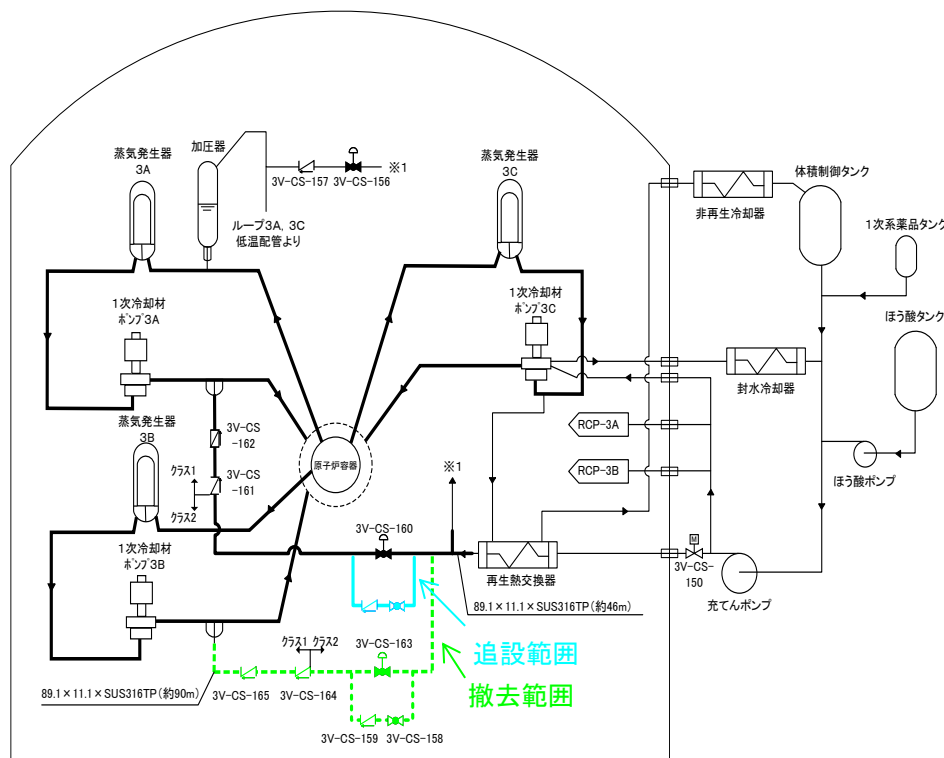 蒸気発生器
3A
加圧器
3V-CS-157
3V-CS-156
※1
ループ3A, 3C
低温配管より
蒸気発生器
3C
体積制御タンク
非再生冷却器
1次系薬品タンク
1次冷却材
ポンプ3A
1次冷却材
ポンプ3C
ほう酸タンク
封水冷却器
蒸気発生器
3B
3V-CS
-162
RCP-3A
原子炉容器
クラス1
3V-CS
-161
※1
RCP-3B
ほう酸ポンプ
クラス2
3V-CS-160
1次冷却材
ポンプ3B
M
3V-CS-
150
再生熱交換器
充てんポンプ
89.1×11.1×SUS316TP(約46m)
クラス1 クラス2
3V-CS-163
追設範囲
撤去範囲
89.1×11.1×SUS316TP(約90m)
3V-CS-165
3V-CS-164
3V-CS-159
3V-CS-158